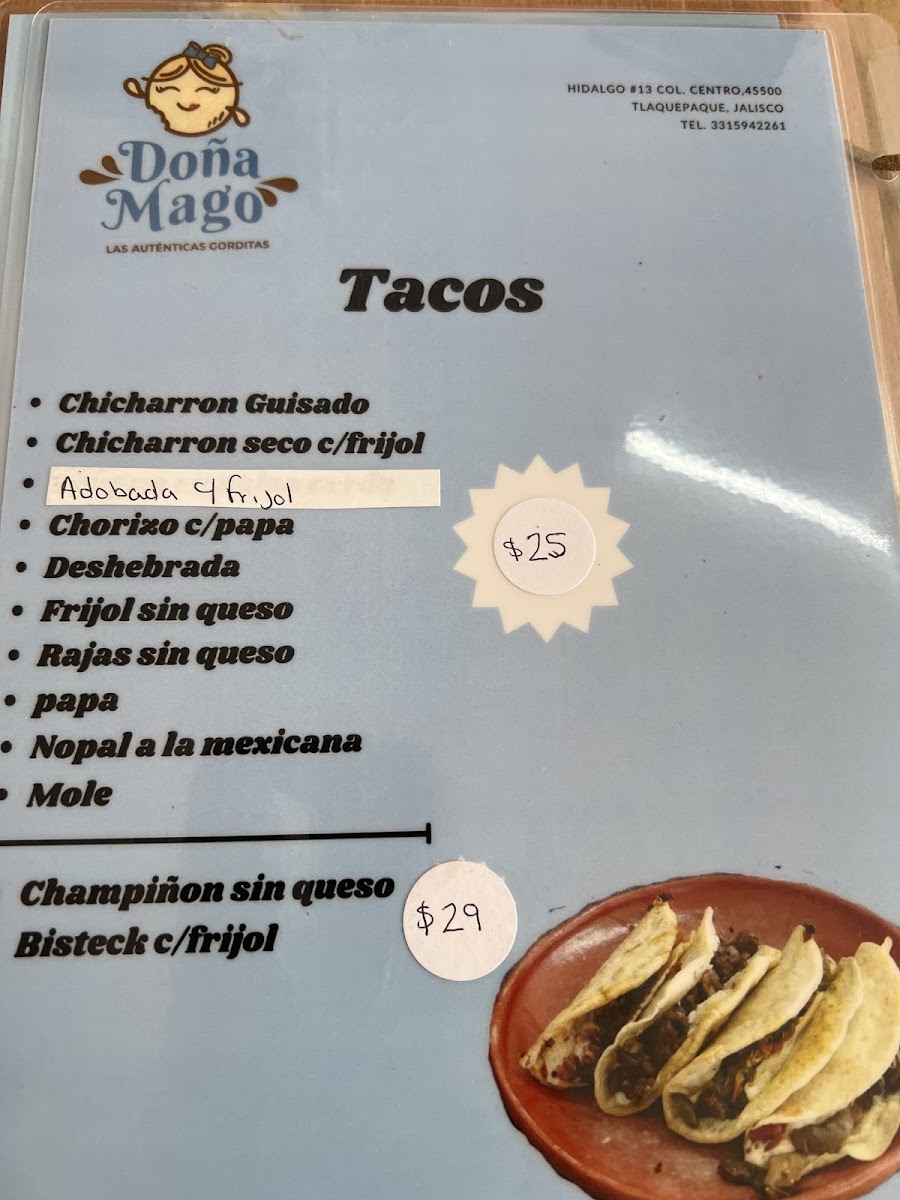 Doña
Mago
LAS AUTÉNTICAS GORDITAS
HIDALGO #13 COL. CENTRO,45500
TLAQUEPAQUE, JALISCO
TEL. 3315942261
Tacos
• Chicharron Guisado
• Chicharron seco c/frijol
• Adobada y frijol
• Chorizo c/papa
• Deshebrada
• Frijol sin queso
• Rajas sin queso
• papa
• Nopal a la mexicana
• Mole
$25
Champiñon sin queso
Bisteck c/frijol
$29